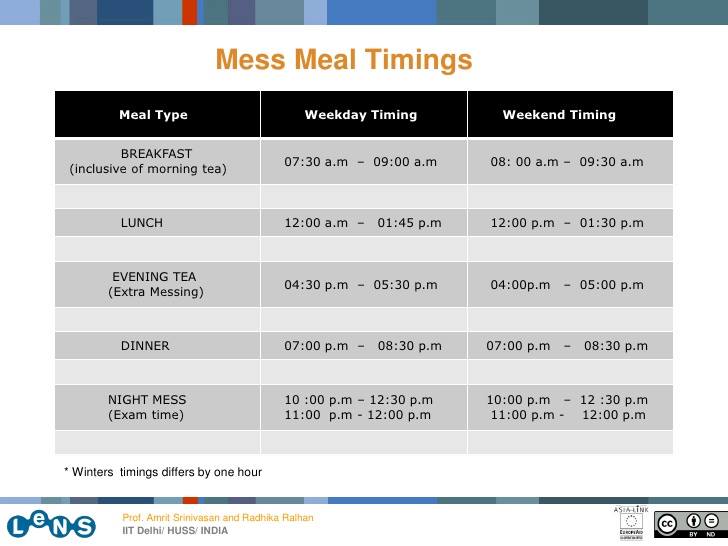 Mess Meal Timings
Meal Type Weekday Timing Weekend Timing
BREAKFAST
(inclusive of morning tea) 07:30 a.m – 09:00 a.m 08: 00 a.m – 09:30 a.m
LUNCH 12:00 a.m – 01:45 p.m 12:00 p.m – 01:30 p.m
EVENING TEA
(Extra Messing) 04:30 p.m – 05:30 p.m 04:00p.m – 05:00 p.m
DINNER 07:00 p.m – 08:30 p.m 07:00 p.m – 08:30 p.m
NIGHT MESS 10 :00 p.m – 12:30 p.m 10:00 p.m – 12 :30 p.m
(Exam time) 11:00 p.m - 12:00 p.m 11:00 p.m - 12:00 p.m
* Winters timings differs by one hour
LeNS
Prof. Amrit Srinivasan and Radhika Ralhan
IIT Delhi/ HUSS/ INDIA
ASIA-LINK
cc BY ND